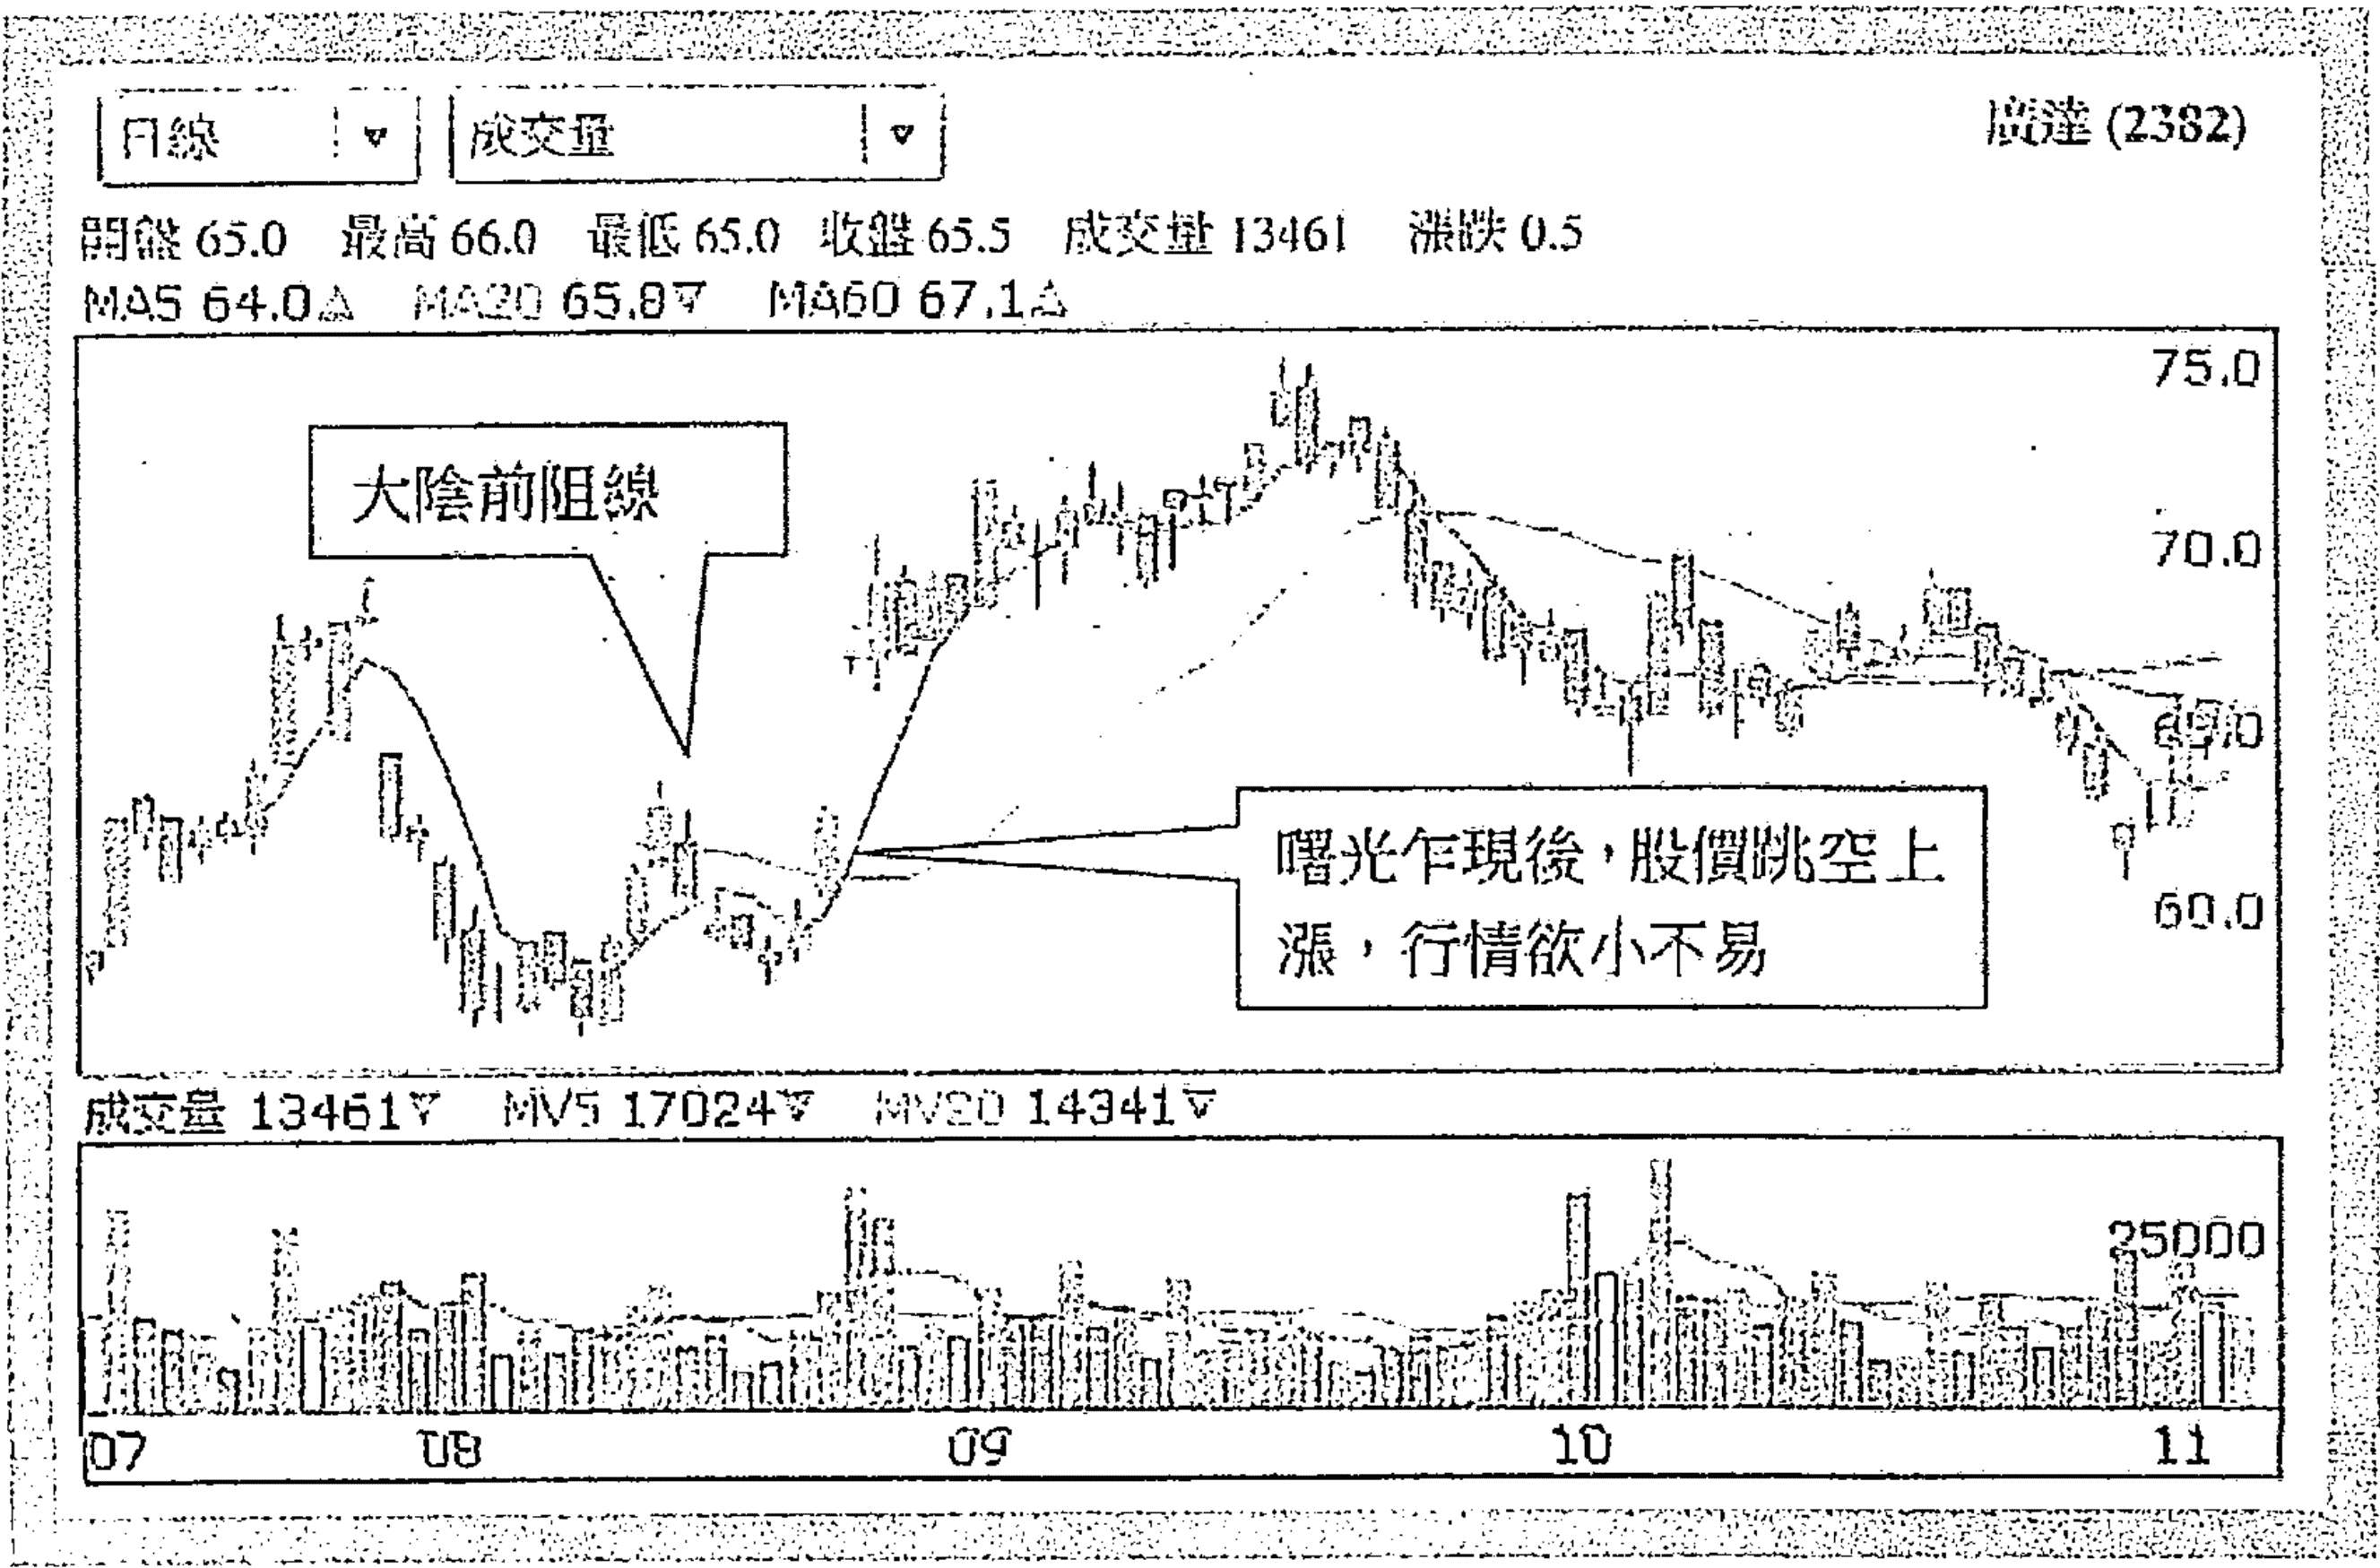 日線 成交量 廣達 (2382)
開盤 65.0 最高 66.0 最低 65.0 收盤 65.5 成交量 13461 漲跌 0.5
MA5 64.0△ MA20 65.8▽ MA60 67.1△
75.0
大陰前阻線
70.0
65.0
曙光乍現後，股價跳空上
漲，行情欲小不易
60.0
成交量 13461▽ MV5 17024▽ MV20 14341▽
25000
07 08 09 10 11